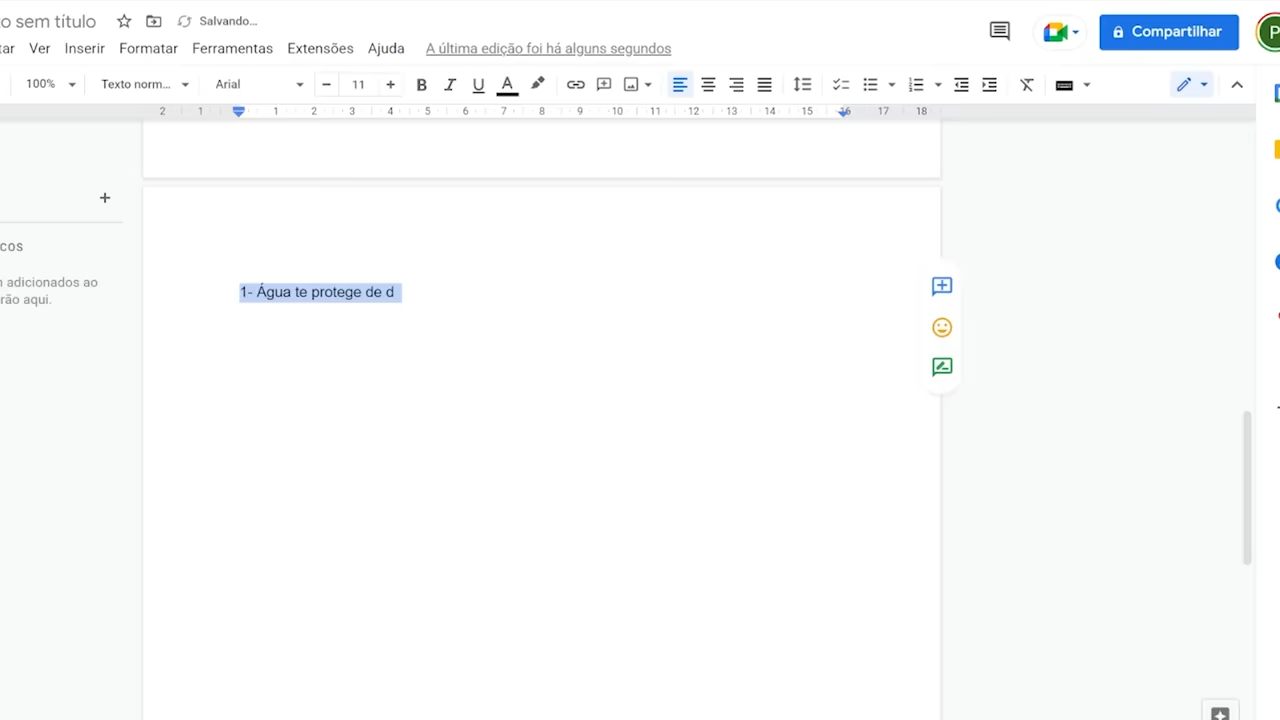 o sem título
Salvando...
tar Ver Inserir Formatar Ferramentas Extensões Ajuda A última edição foi há alguns segundos
Compartilhar
P
100% Texto norm... Arial 11 B I U A
2 1 1 2 3 4 5 6 7 8 9 10 11 12 13 14 15 16 17 18
cos
n adicionados ao
rão aqui.
1- Água te protege de d